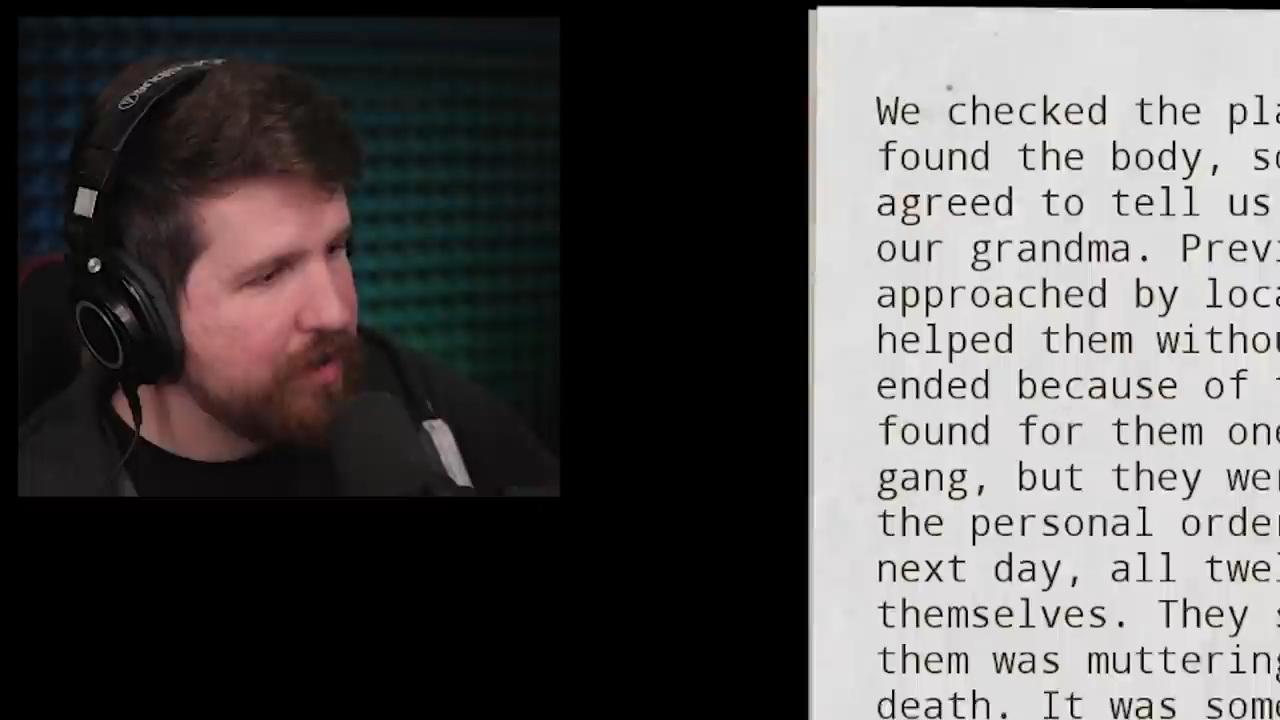 We checked the pla
found the body, so
agreed to tell us
our grandma. Previ
approached by loca
helped them withou
ended because of t
found for them one
gang, but they wer
the personal order
next day, all twel
themselves. They s
them was muttering
death. It was some